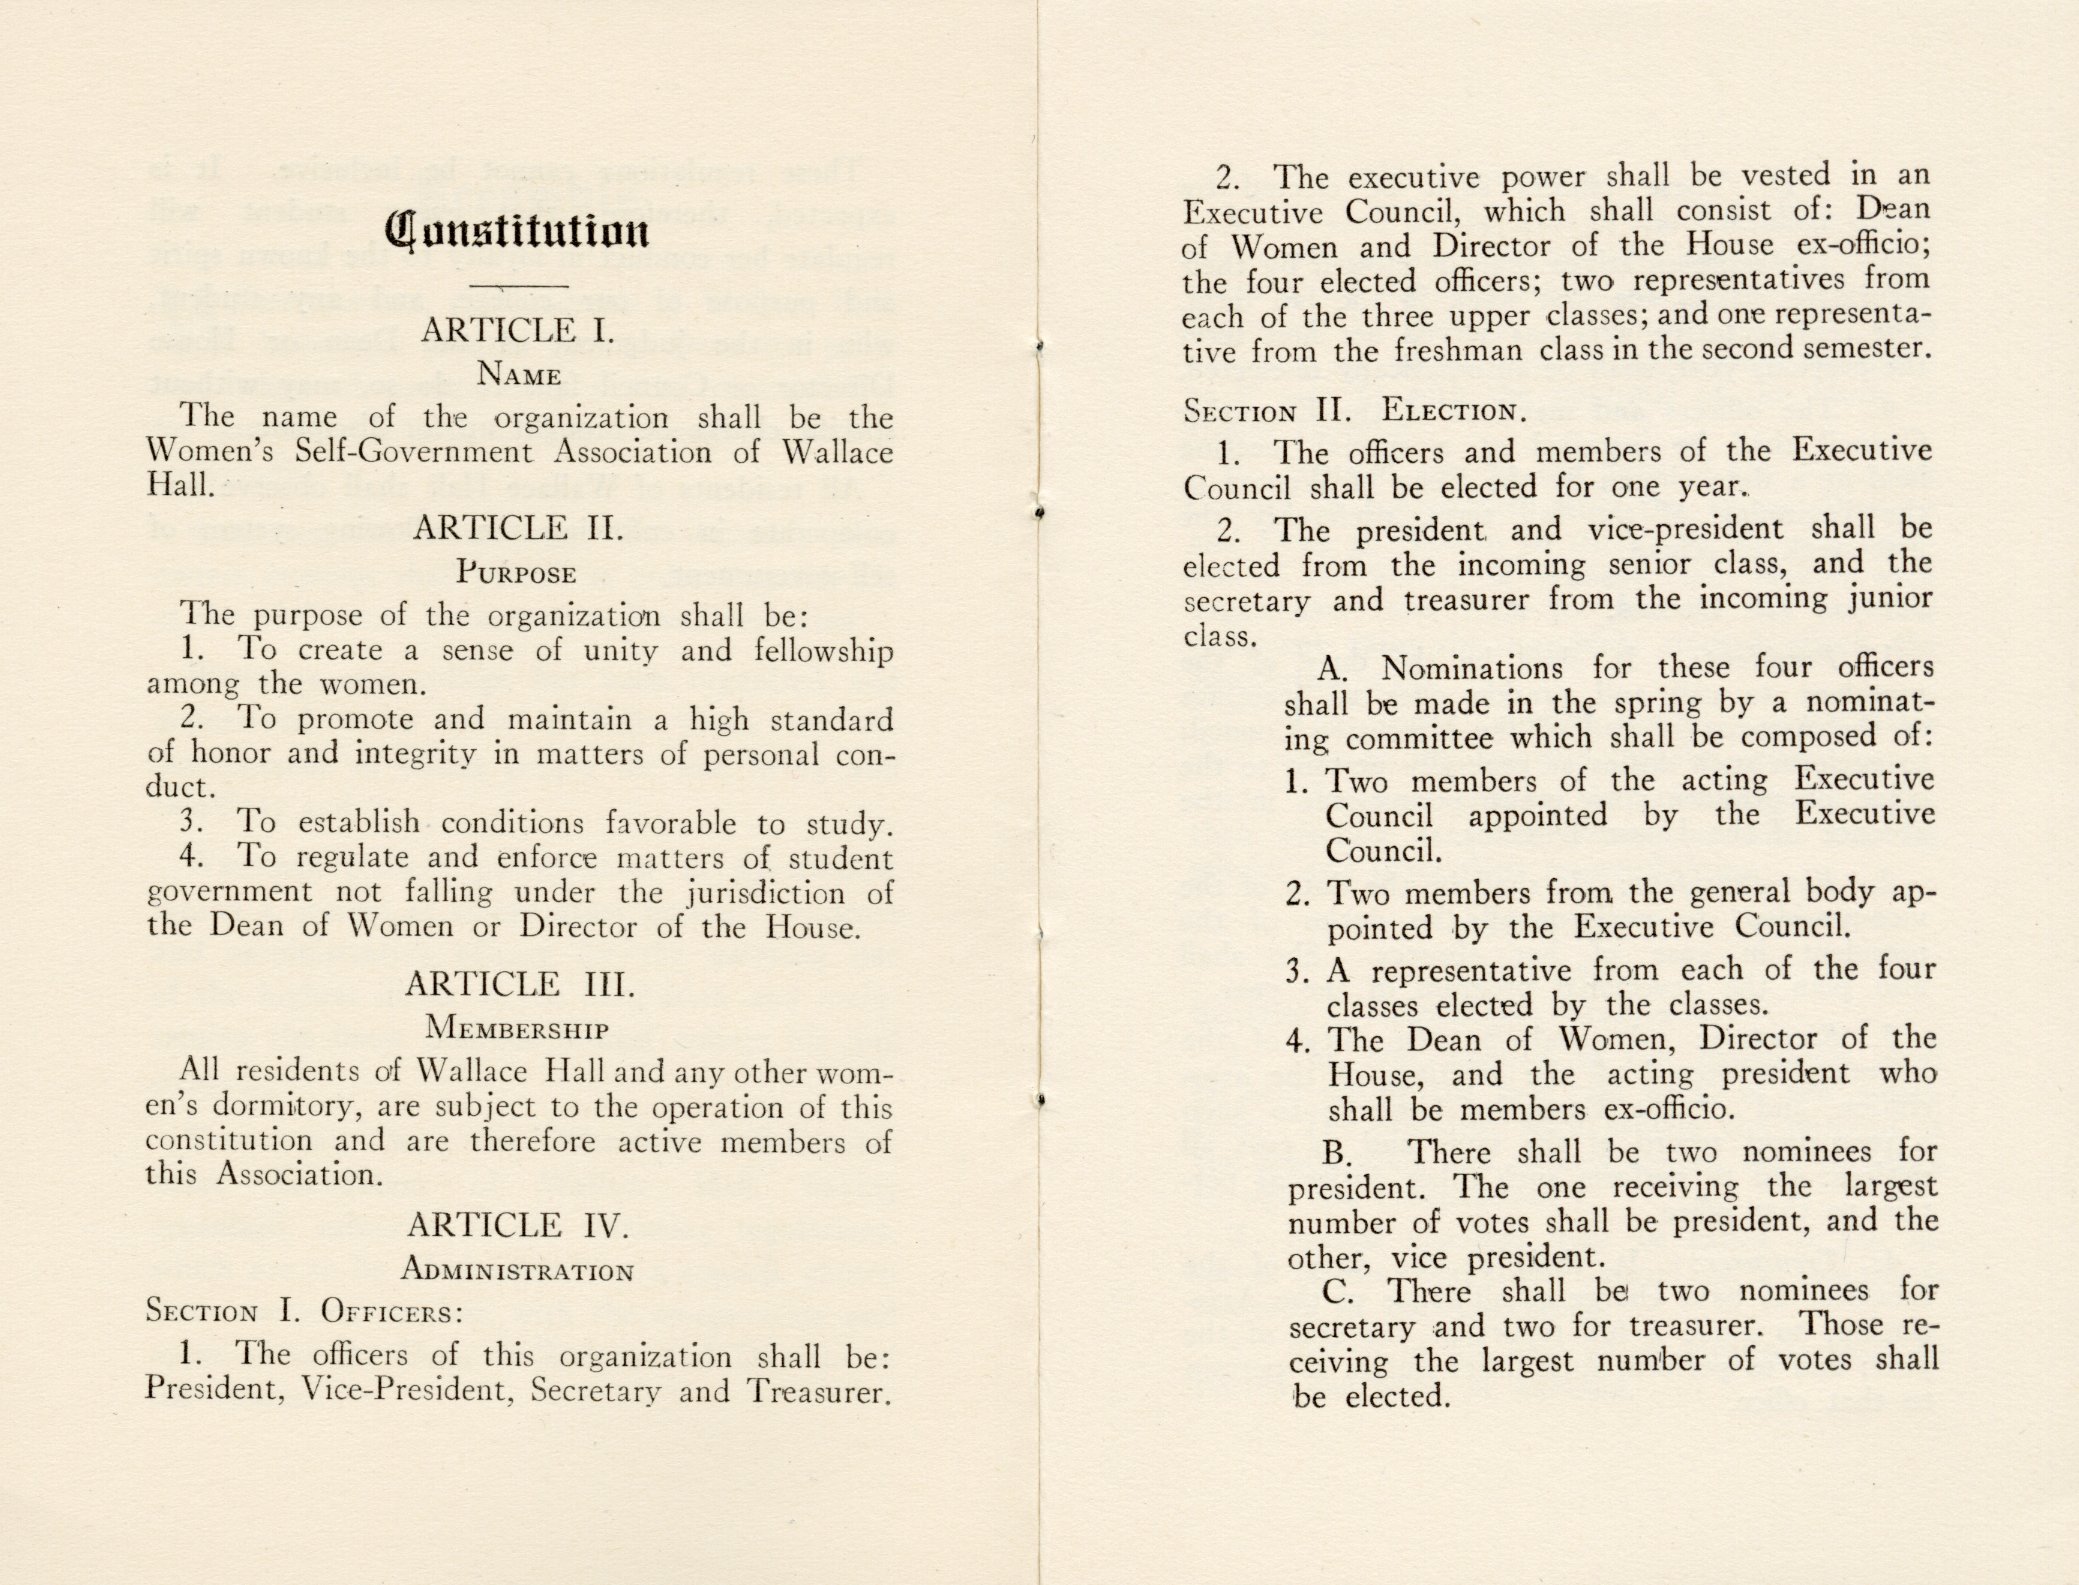 Constitution
ARTICLE I.
NAME
The name of the organization shall be the
Women's Self-Government Association of Wallace
Hall.
ARTICLE II.
PURPOSE
The purpose of the organization shall be:
1. To create a sense of unity and fellowship
among the women.
2. To promote and maintain a high standard
of honor and integrity in matters of personal con-
duct.
3. To establish conditions favorable to study.
4. To regulate and enforce matters of student
government not falling under the jurisdiction of
the Dean of Women or Director of the House.
ARTICLE III.
MEMBERSHIP
All residents of Wallace Hall and any other wom-
en's dormitory, are subject to the operation of this
constitution and are therefore active members of
this Association.
ARTICLE IV.
ADMINISTRATION
SECTION I. OFFICERS:
1. The officers of this organization shall be:
President, Vice-President, Secretary and Treasurer.
2. The executive power shall be vested in an
Executive Council, which shall consist of: Dean
of Women and Director of the House ex-officio;
the four elected officers; two representatives from
each of the three upper classes; and one representa-
tive from the freshman class in the second semester.
SECTION II. ELECTION.
1. The officers and members of the Executive
Council shall be elected for one year.
2. The president and vice-president shall be
elected from the incoming senior class, and the
secretary and treasurer from the incoming junior
class.
A. Nominations for these four officers
shall be made in the spring by a nominat-
ing committee which shall be composed of:
1. Two members of the acting Executive
Council appointed by the Executive
Council.
2. Two members from the general body ap-
pointed by the Executive Council.
3. A representative from each of the four
classes elected by the classes.
4. The Dean of Women, Director of the
House, and the acting president who
shall be members ex-officio.
B. There shall be two nominees for
president. The one receiving the largest
number of votes shall be president, and the
other, vice president.
C. There shall be two nominees for
secretary and two for treasurer. Those re-
ceiving the largest number of votes shall
be elected.